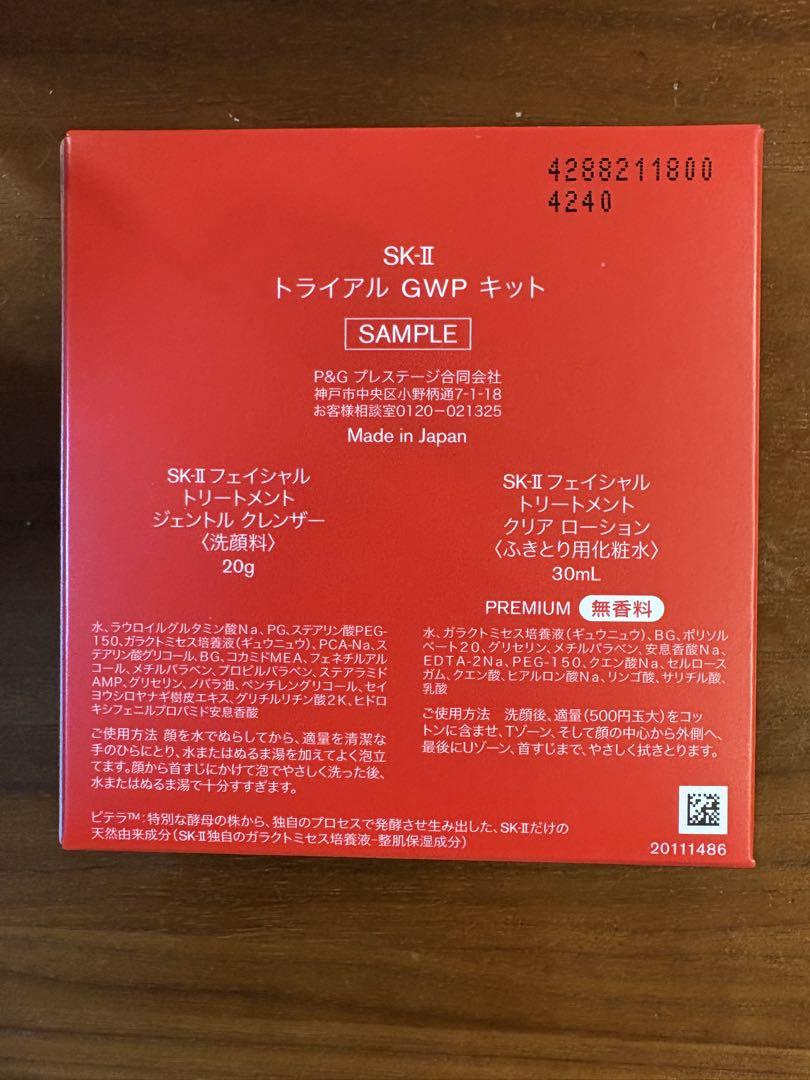 4288211800
4240
SK-II
トライアル GWP キット
SAMPLE
P&G プレステージ合同会社
神戸市中央区小野柄通7-1-18
お客様相談室0120-021325
Made in Japan
SK-IIフェイシャル
トリートメント
ジェントル クレンザー
〈洗顔料〉
20g
水、ラウロイルグルタミン酸Na、PG、ステアリン酸PEG-
150、ガラクトミセス培養液(ギュウニュウ)、PCA-Na、ス
テアリン酸グリコール、BG、コカミドMEA、フェネチルアル
コール、メチルパラベン、プロピルパラベン、ステアラミド
AMP、グリセリン、ノバラ油、ペンチレングリコール、セイ
ヨウシロヤナギ樹皮エキス、グリチルリチン酸2K、ヒドロ
キシフェニルプロパミド安息香酸
ご使用方法 顔を水でぬらしてから、適量を清潔な
手のひらにとり、水またはぬるま湯を加えてよく泡立
てます。顔から首すじにかけて泡でやさしく洗った後、
水またはぬるま湯で十分すすぎます。
SK-IIフェイシャル
トリートメント
クリア ローション
〈ふきとり用化粧水〉
30mL
PREMIUM 無香料
水、ガラクトミセス培養液(ギュウニュウ)、BG、ポリソル
ベート20、グリセリン、メチルパラベン、安息香酸Na、
EDTA-2Na、PEG-150、クエン酸Na、セルロース
ガム、クエン酸、ヒアルロン酸Na、リンゴ酸、サリチル酸、
乳酸
ご使用方法 洗顔後、適量(500円玉大)をコッ
トンに含ませ、Tゾーン、そして顔の中心から外側へ、
最後にUゾーン、首すじまで、やさしく拭きとります。
ピテラ™:特別な酵母の株から、独自のプロセスで発酵させ生み出した、SK-IIだけの
天然由来成分(SK-II独自のガラクトミセス培養液-整肌保湿成分)
20111486